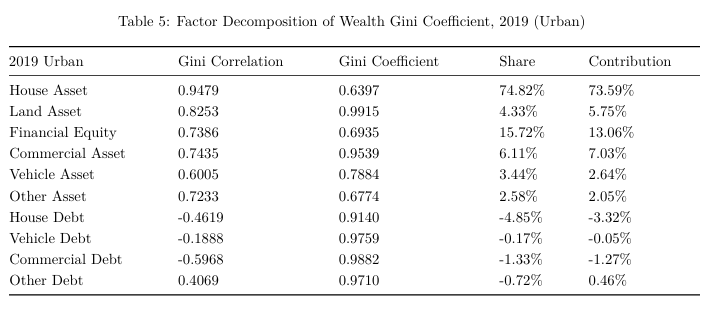 Table 5: Factor Decomposition of Wealth Gini Coefficient, 2019 (Urban)
2019 Urban Gini Correlation Gini Coefficient Share Contribution
House Asset 0.9479 0.6397 74.82% 73.59%
Land Asset 0.8253 0.9915 4.33% 5.75%
Financial Equity 0.7386 0.6935 15.72% 13.06%
Commercial Asset 0.7435 0.9539 6.11% 7.03%
Vehicle Asset 0.6005 0.7884 3.44% 2.64%
Other Asset 0.7233 0.6774 2.58% 2.05%
House Debt -0.4619 0.9140 -4.85% -3.32%
Vehicle Debt -0.1888 0.9759 -0.17% -0.05%
Commercial Debt -0.5968 0.9882 -1.33% -1.27%
Other Debt 0.4069 0.9710 -0.72% 0.46%